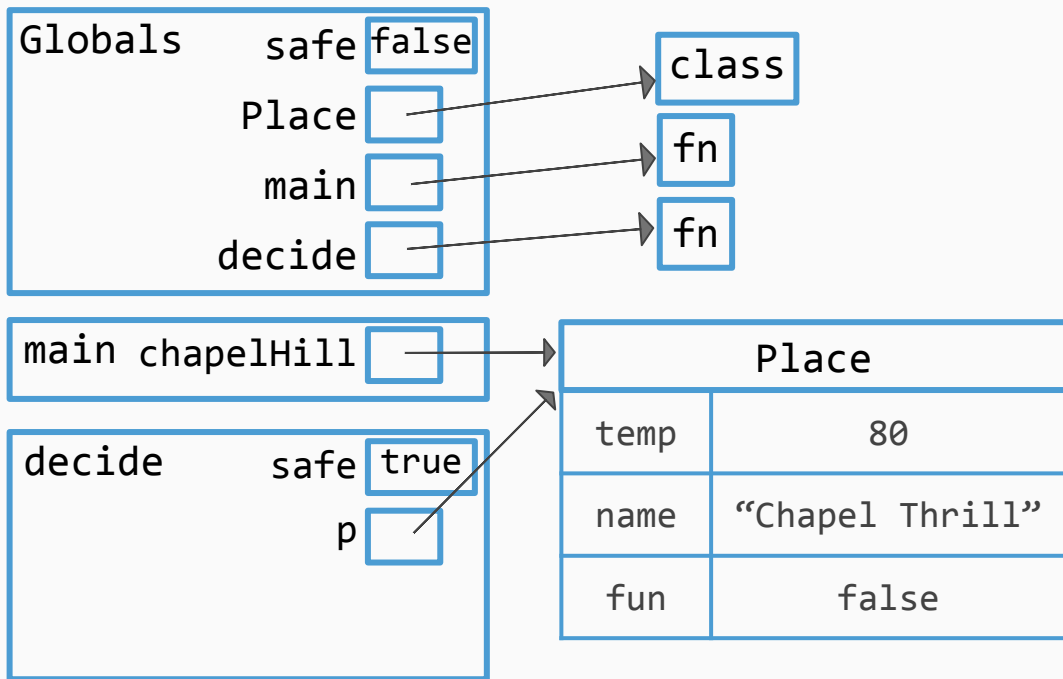 Globals safe false
class
Place
fn
main
fn
decide
main chapelHill
Place
decide safe true
temp 80
p
name “Chapel Thrill”
fun false